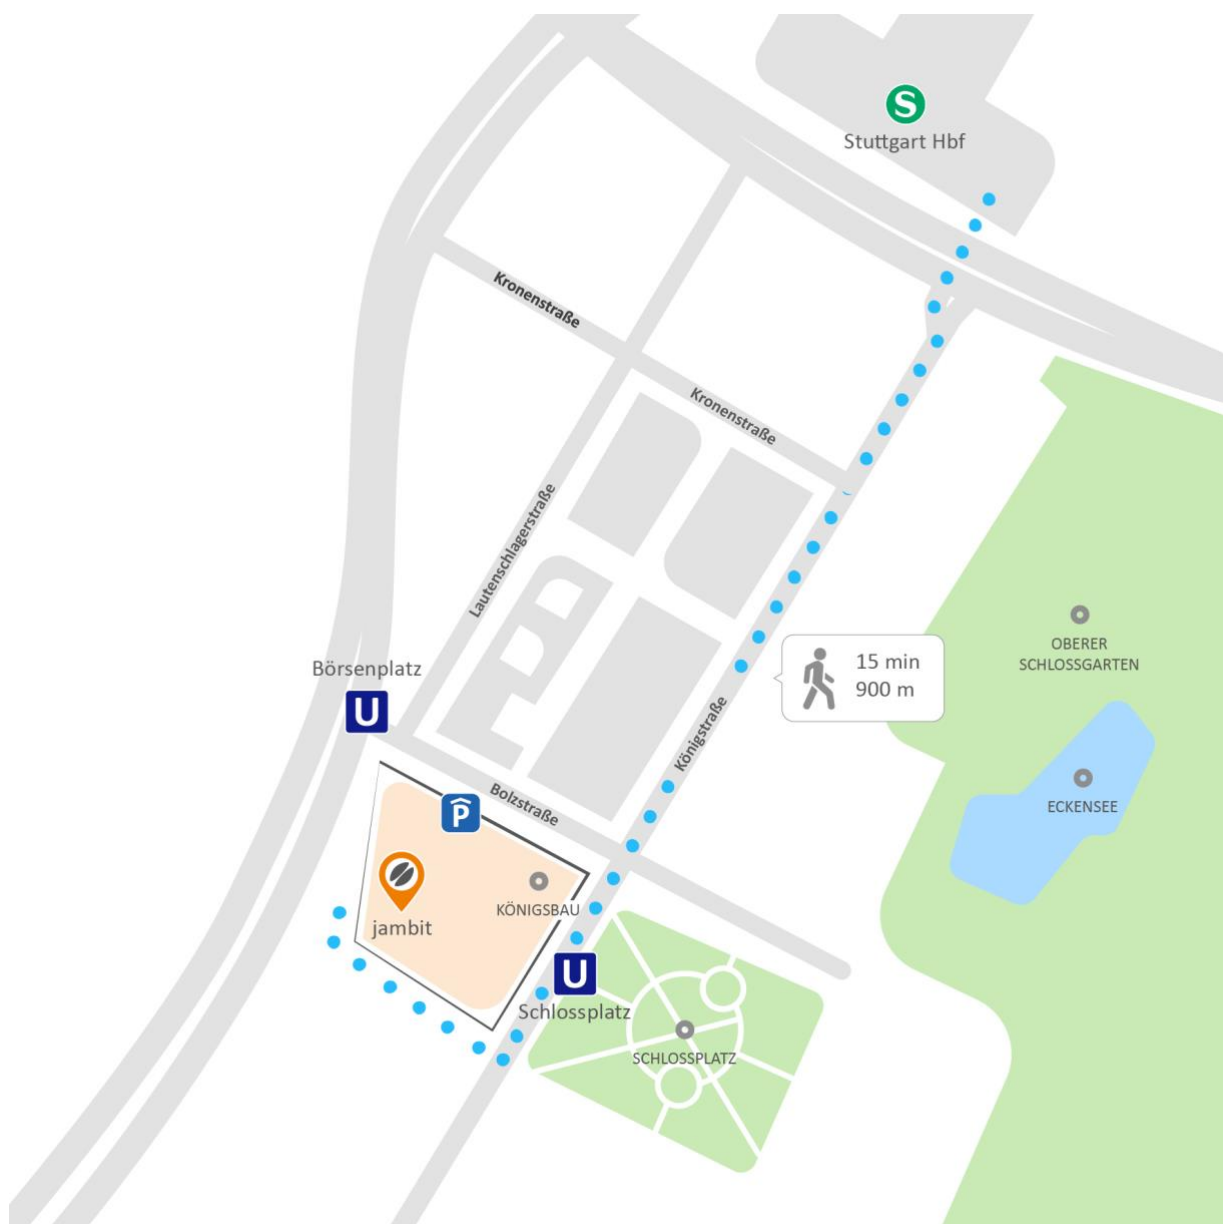 S
Stuttgart Hbf
Kronenstraße
Kronenstraße
Lautenschlagerstraße
OBERER
SCHLOSSGARTEN
15 min
900 m
Börsenplatz
U
Königstraße
ECKENSEE
Bolzstraße
P
KÖNIGSBAU
jambit
U
Schlossplatz
SCHLOSSPLATZ